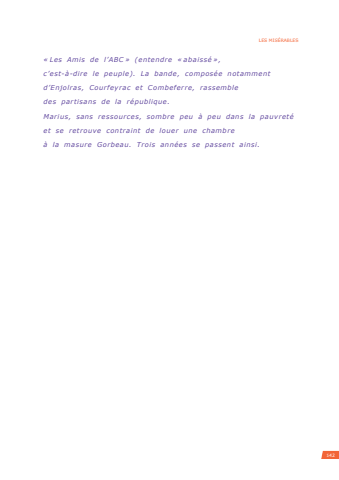 LES MISÉRABLES
« Les Amis de l'ABC » (entendre « abaissé »,
c'est-à-dire le peuple). La bande, composée notamment
d'Enjolras, Courfeyrac et Combeferre, rassemble
des partisans de la république.
Marius, sans ressources, sombre peu à peu dans la pauvreté
et se retrouve contraint de louer une chambre
à la masure Gorbeau. Trois années se passent ainsi.
142